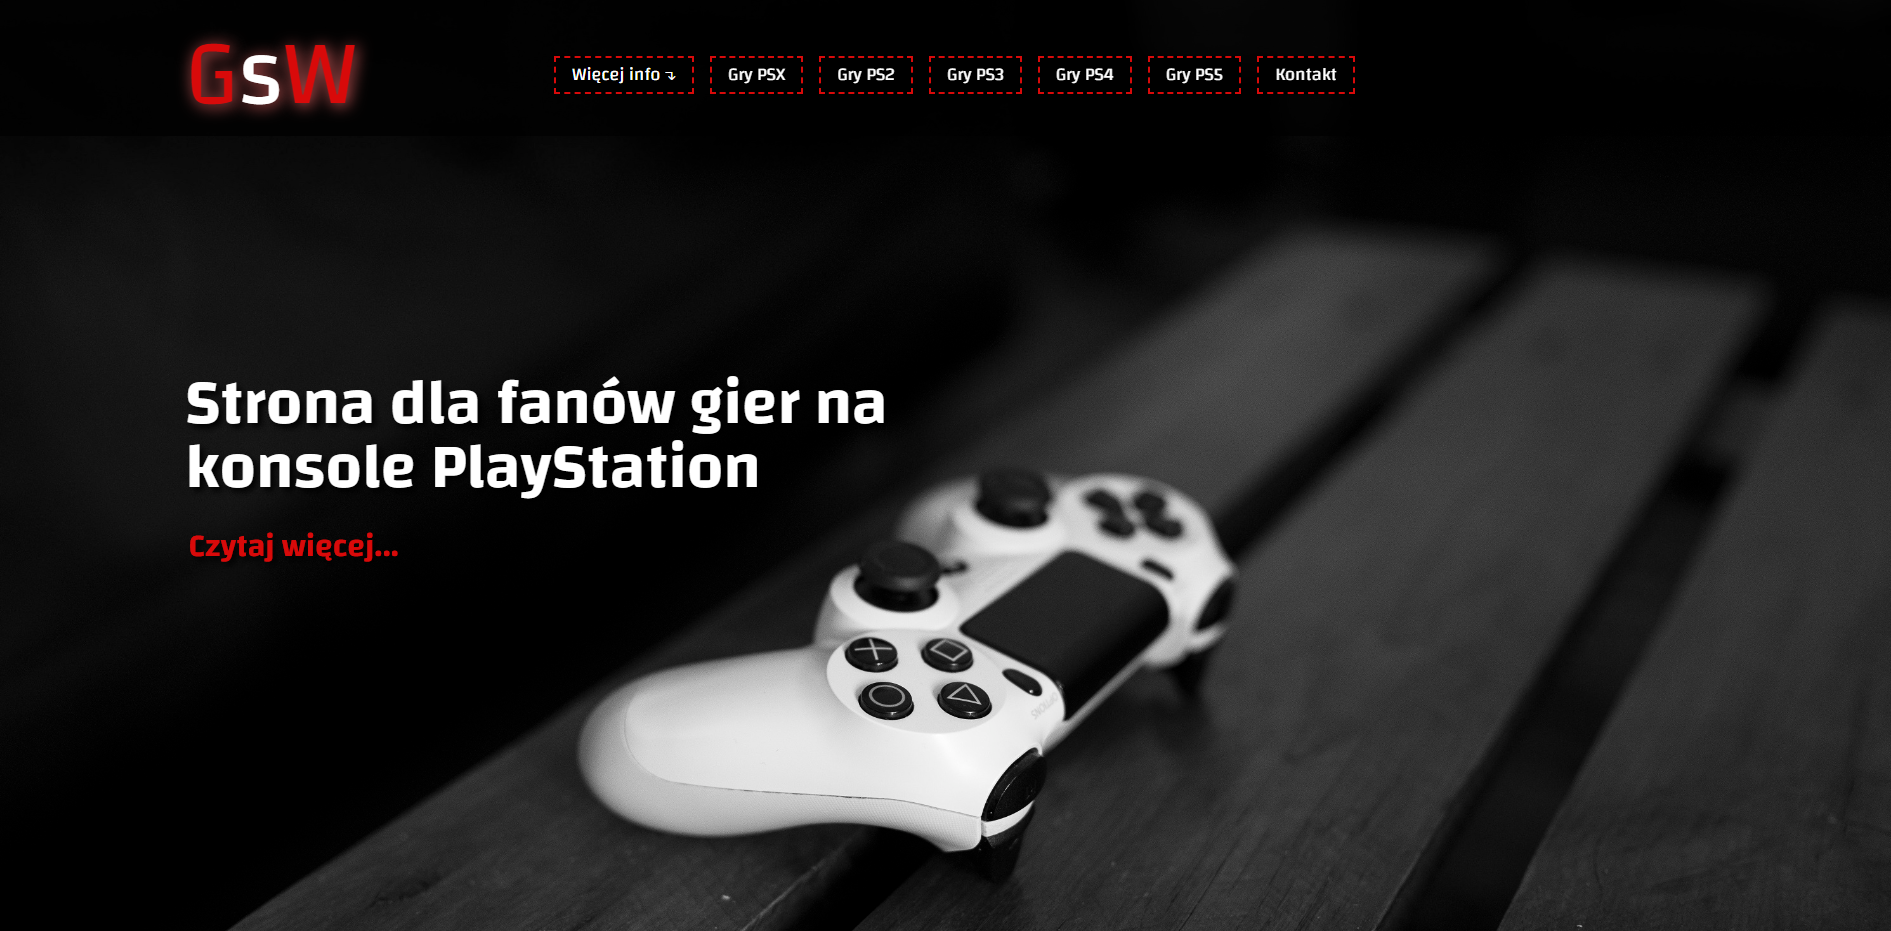 GsW
Więcej info ↴
Gry PSX
Gry PS2
Gry PS3
Gry PS4
Gry PS5
Kontakt
Strona dla fanów gier na
konsole PlayStation
Czytaj więcej...